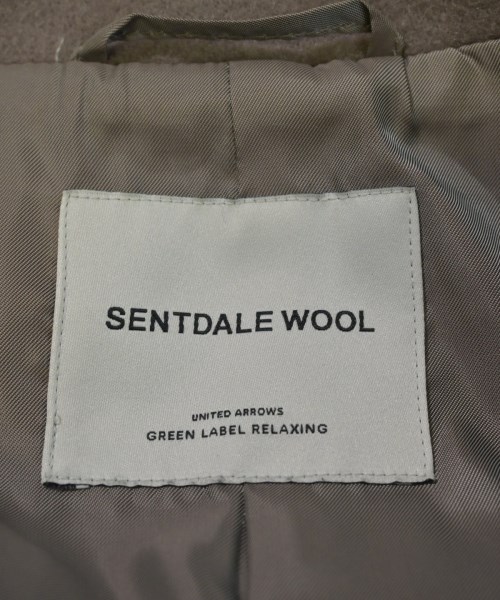 SENTDALE WOOL
UNITED ARROWS
GREEN LABEL RELAXING